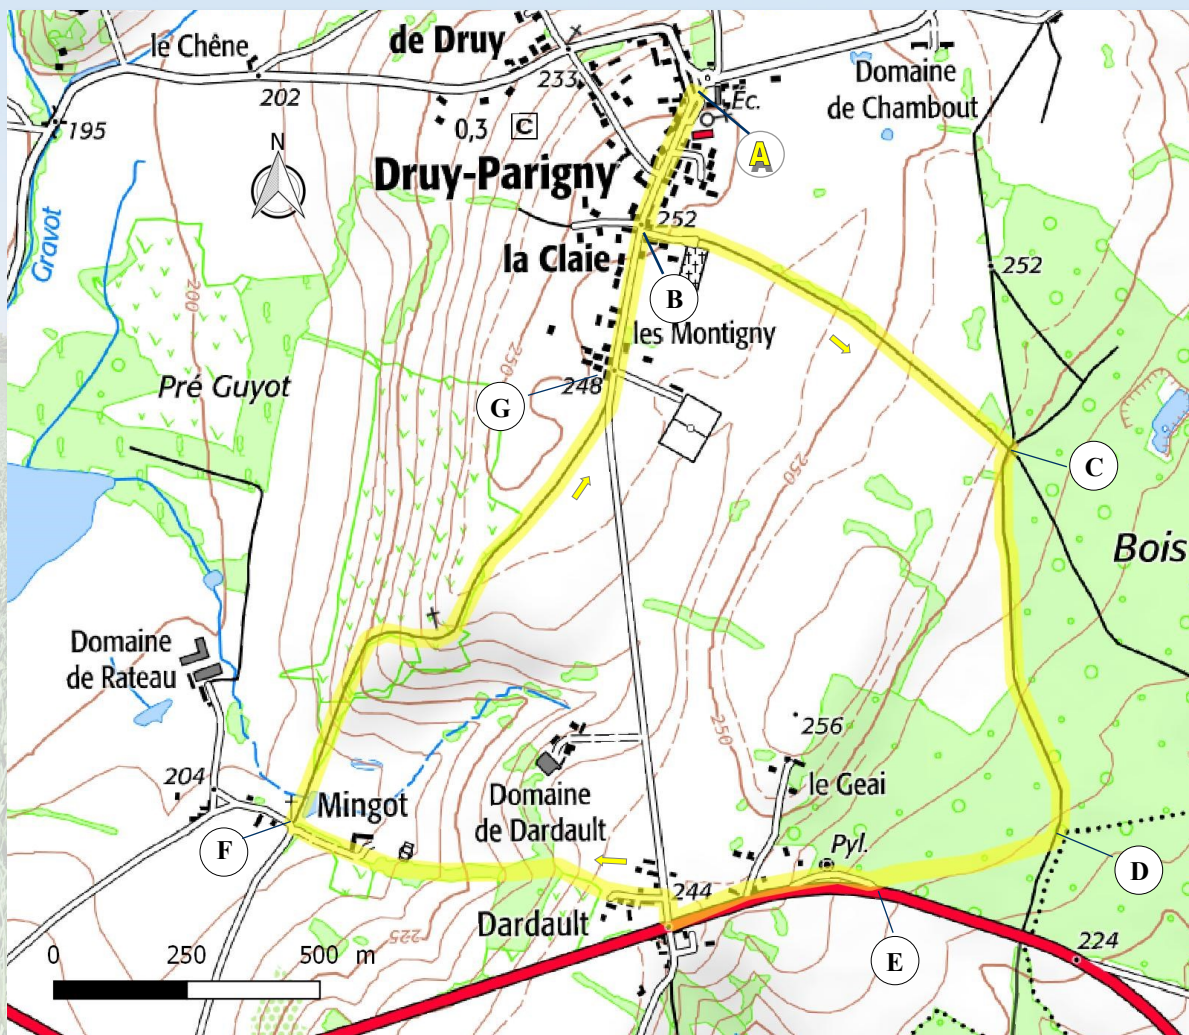 le Chêne
de Druy
233
Éc.
Domaine
de Chambout
202
195
0,3 C
A
N
Druy-Parigny
252
Gravot
la Claie
252
B
200
les Montigny
250
Pré Guyot
248
G
C
250
Bois
Domaine
de Rateau
250
256
204
Mingot
Domaine
de Dardault
le Geai
F
Pyl.
D
244
Dardault
225
224
E
0 250 500 m